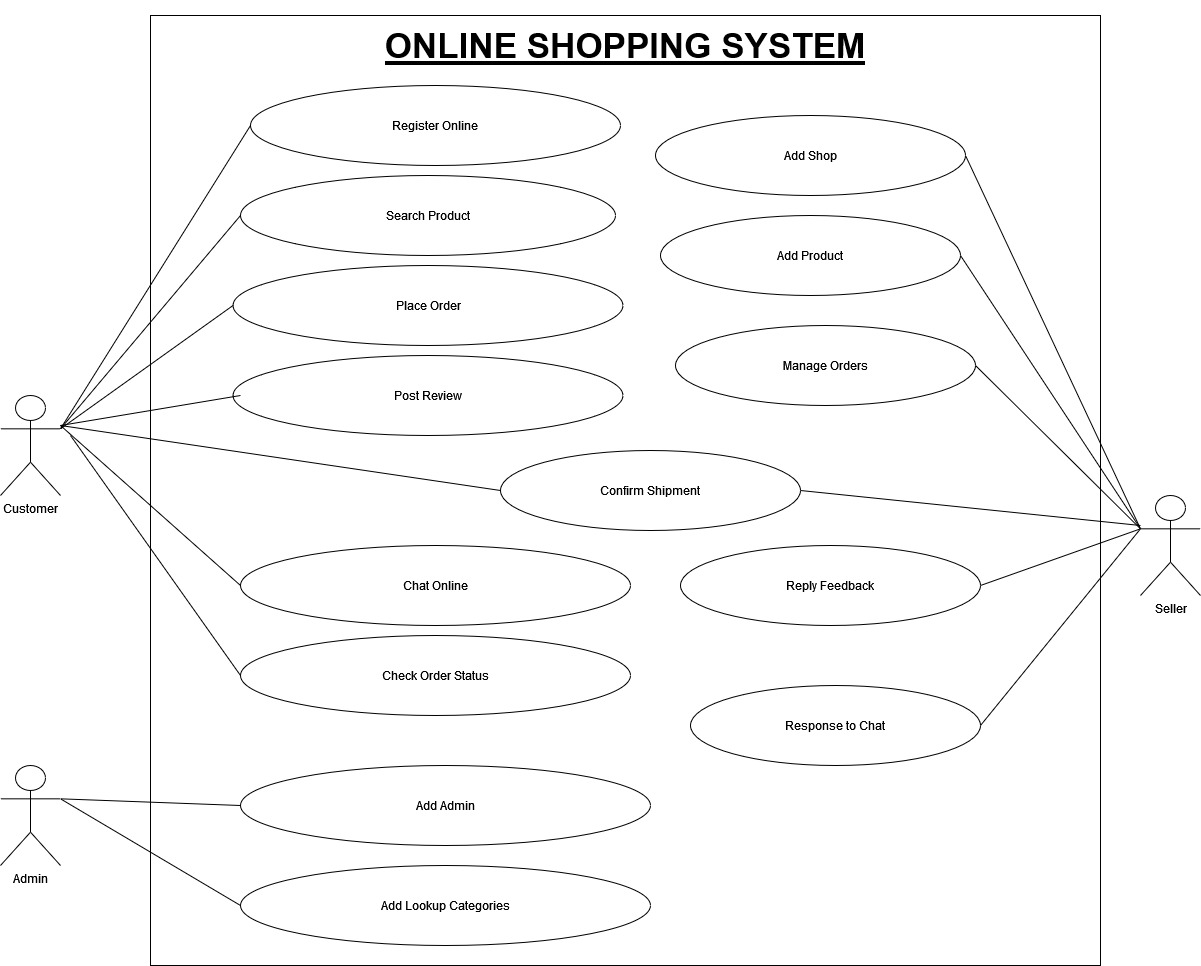 ONLINE SHOPPING SYSTEM
Register Online
Add Shop
Search Product
Add Product
Place Order
Manage Orders
Post Review
Customer
Confirm Shipment
Chat Online
Reply Feedback
Seller
Check Order Status
Response to Chat
Add Admin
Admin
Add Lookup Categories